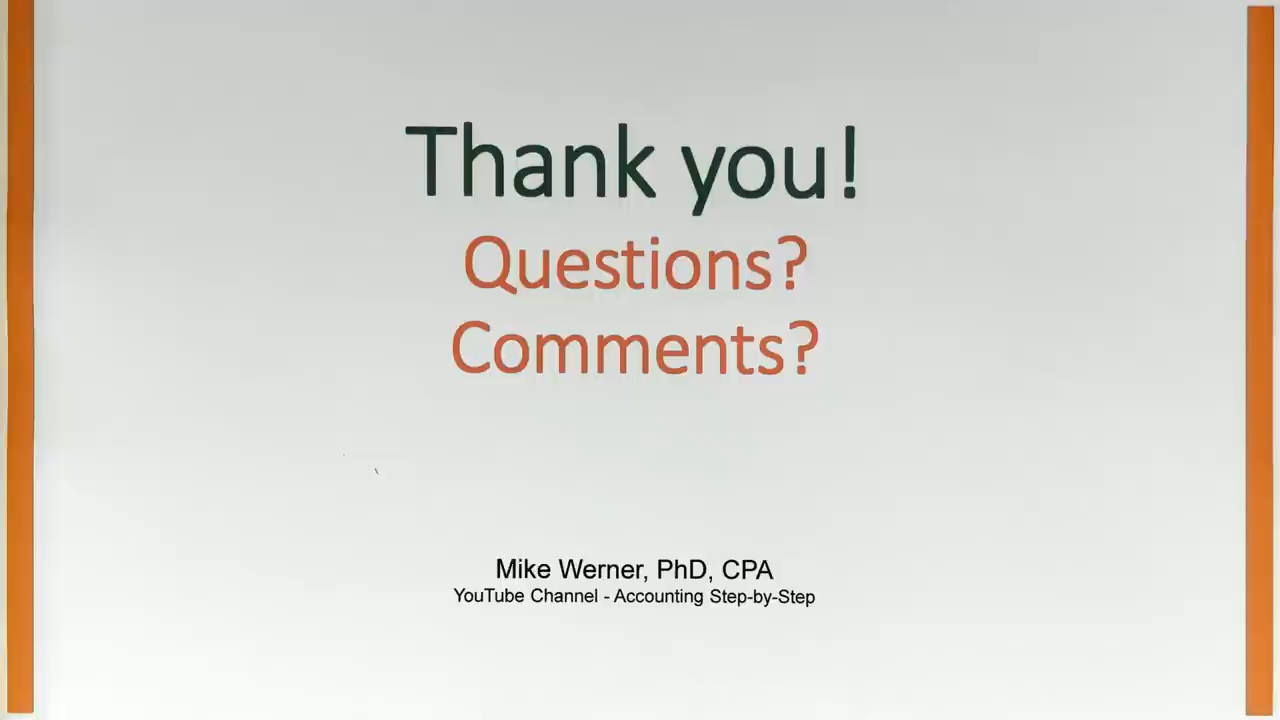 Thank you!
Questions?
Comments?
Mike Werner, PhD, CPA
YouTube Channel - Accounting Step-by-Step